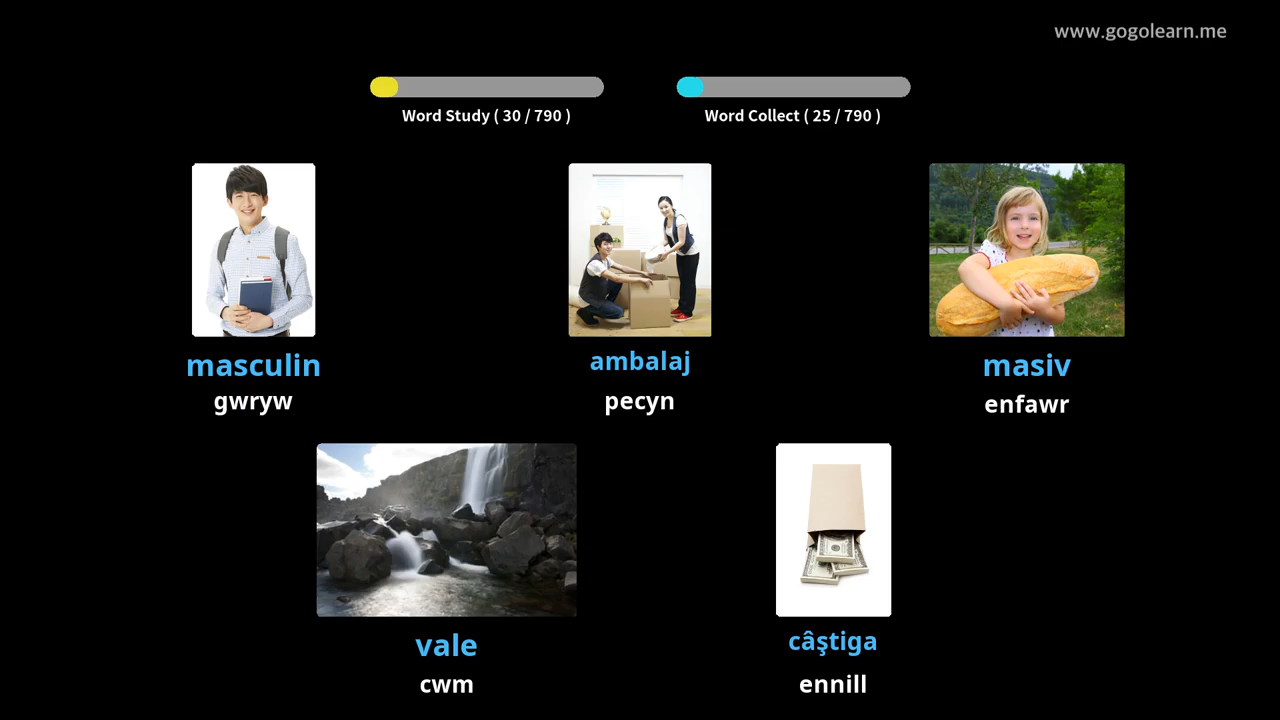 www.gogolearn.me
Word Study ( 30 / 790 )
Word Collect ( 25 / 790 )
masculin
gwryw
ambalaj
pecyn
masiv
enfawr
vale
cwm
câştiga
ennill